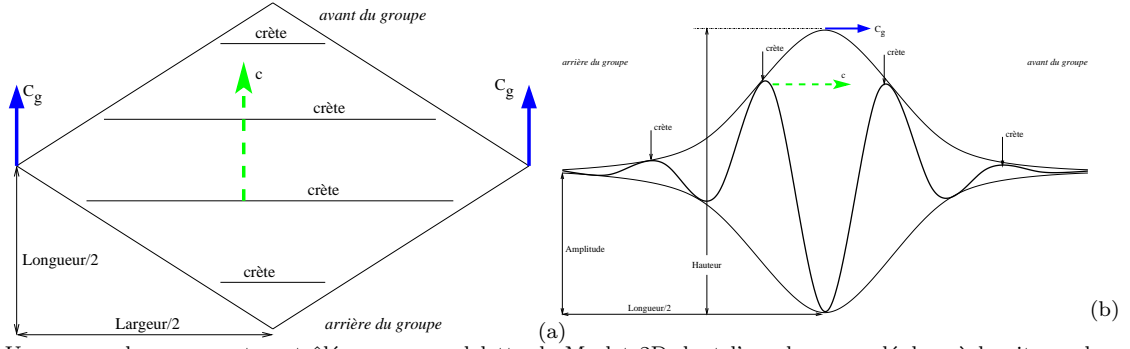 avant du groupe
crète
c
C_g
C_g
crète
crète
Longueur/2
crète
arrière du groupe
Largeur/2
(a)
C_g
crète
crète
arrière du groupe
avant du groupe
c
crète
crète
Amplitude
Hauteur
Longueur/2
(b)